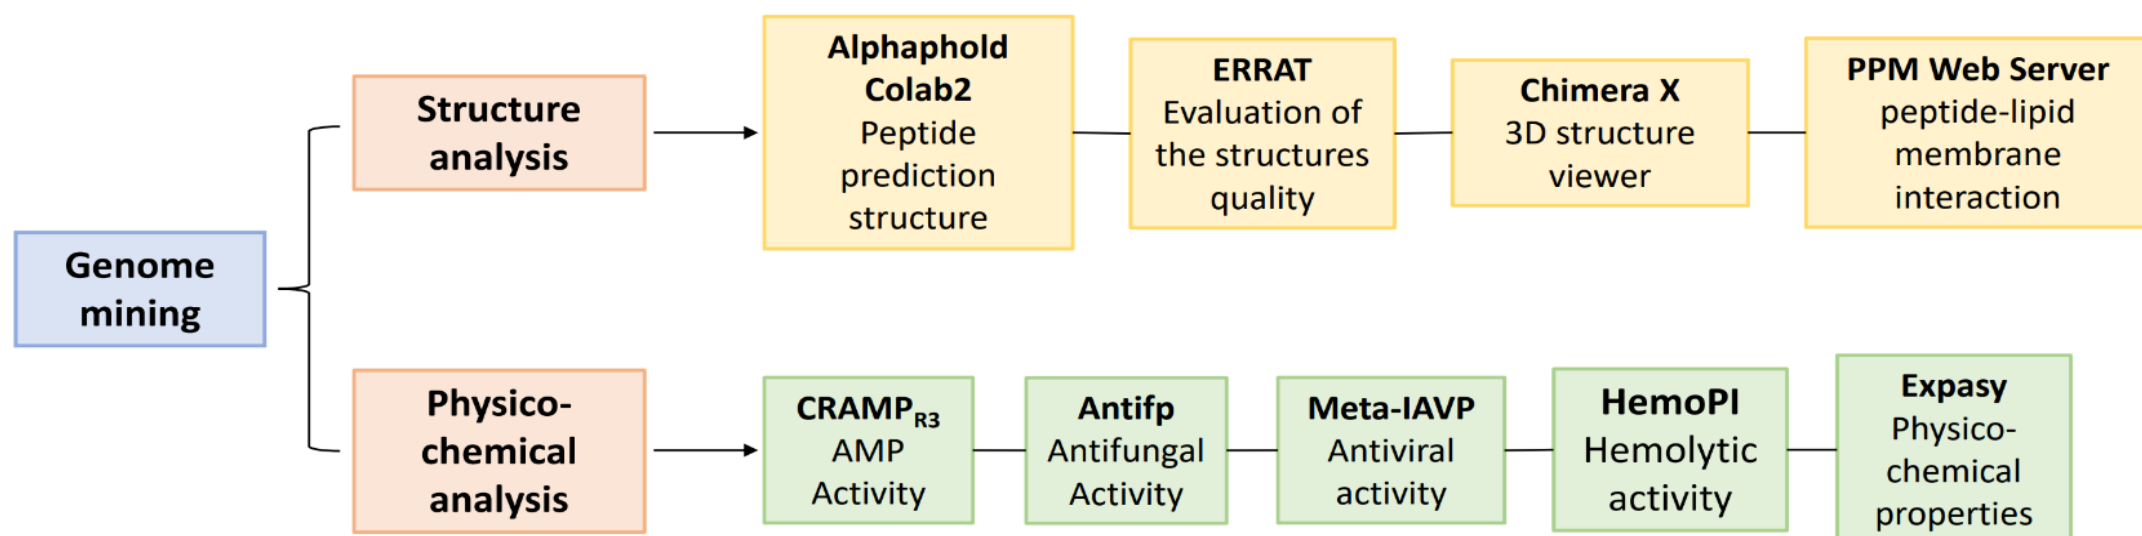 Genome
mining
Structure
analysis
Alphaphold
Colab2
Peptide
prediction
structure
ERRAT
Evaluation of
the structures
quality
Chimera X
3D structure
viewer
PPM Web Server
peptide-lipid
membrane
interaction
Physico-
chemical
analysis
CRAMPR3
AMP
Activity
Antifp
Antifungal
Activity
Meta-IAVP
Antiviral
activity
HemoPI
Hemolytic
activity
Expasy
Physico-
chemical
properties